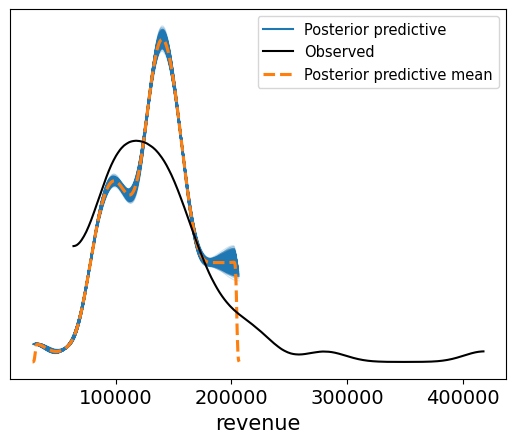 Posterior predictive
Observed
Posterior predictive mean
100000 200000 300000 400000
revenue